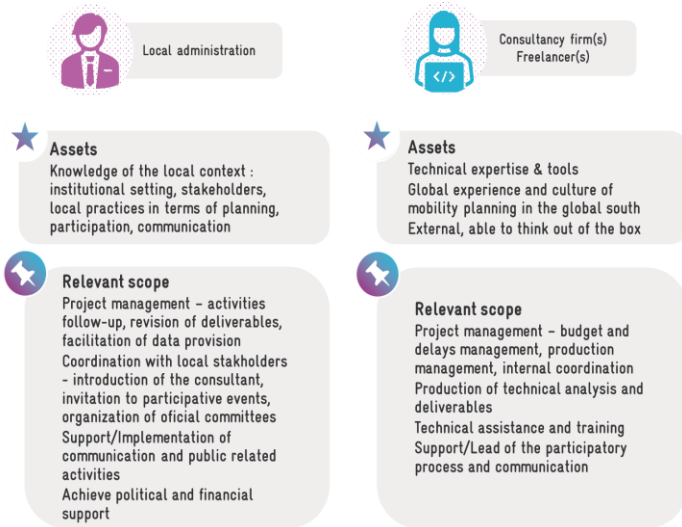 Local administration
Assets
Knowledge of the local context :
institutional setting, stakeholders,
local practices in terms of planning,
participation, communication
Relevant scope
Project management – activities
follow-up, revision of deliverables,
facilitation of data provision
Coordination with local stakholders
- introduction of the consultant,
invitation to participative events,
organization of oficial committees
Support/Implementation of
communication and public related
activities
Achieve political and financial
support
Consultancy firm(s)
Freelancer(s)
</>
Assets
Technical expertise & tools
Global experience and culture of
mobility planning in the global south
External, able to think out of the box
Relevant scope
Project management – budget and
delays management, production
management, internal coordination
Production of technical analysis and
deliverables
Technical assistance and training
Support/Lead of the participatory
process and communication